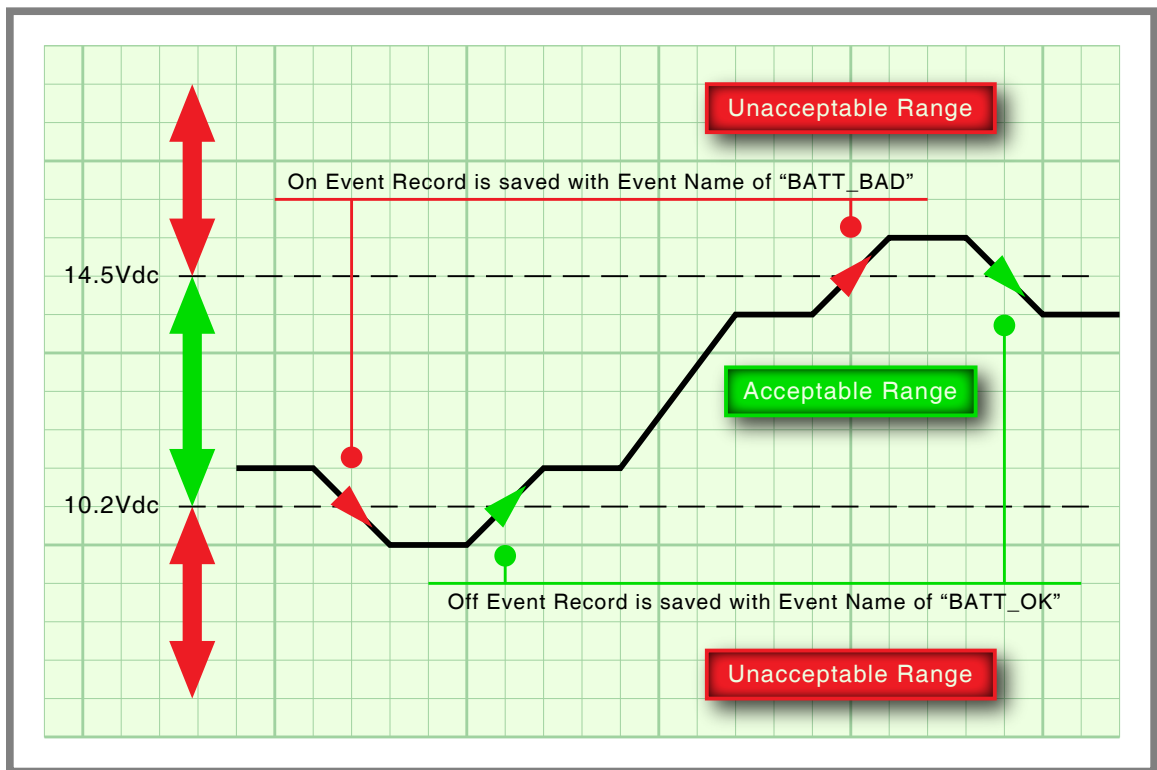 Unacceptable Range
On Event Record is saved with Event Name of “BATT_BAD”
14.5Vdc
Acceptable Range
10.2Vdc
Off Event Record is saved with Event Name of “BATT_OK”
Unacceptable Range